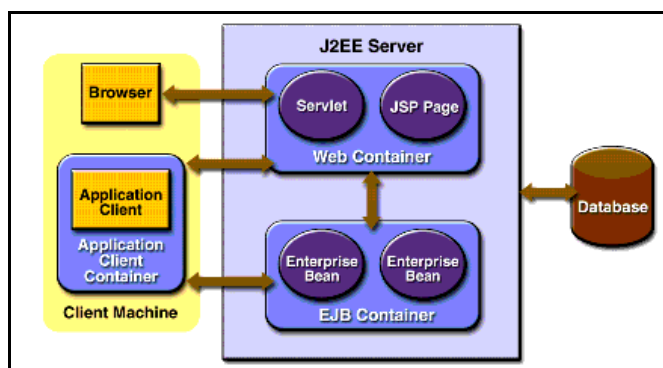 J2EE Server
Browser
Servlet
JSP Page
Web Container
Application
Client
Application
Client
Container
Client Machine
Enterprise
Bean
Enterprise
Bean
EJB Container
Database